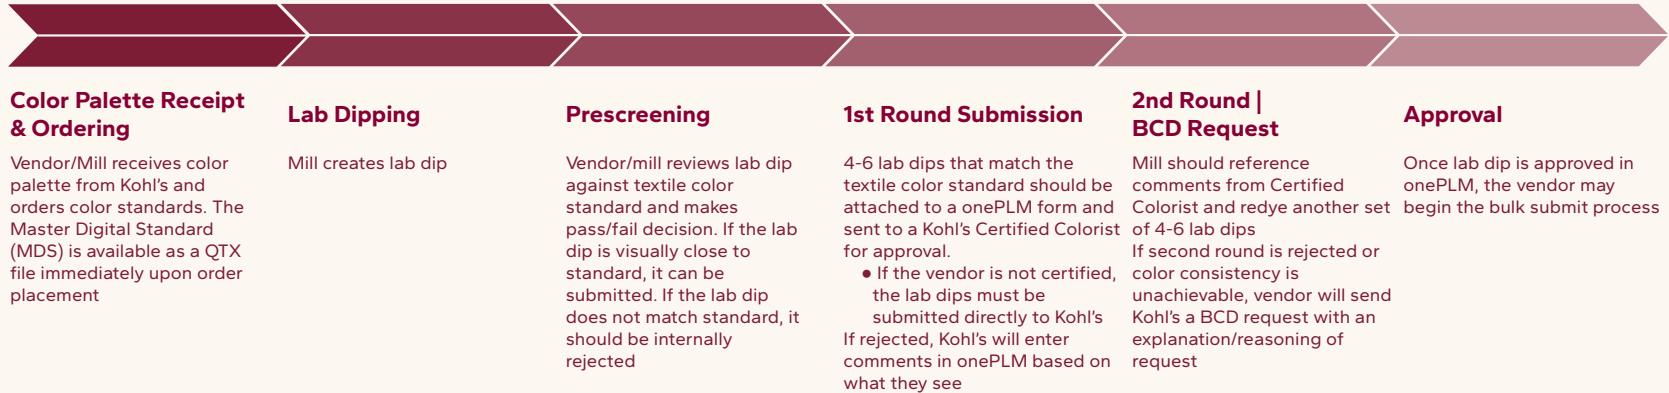 Color Palette Receipt
& Ordering
Vendor/Mill receives color
palette from Kohl's and
orders color standards. The
Master Digital Standard
(MDS) is available as a QTX
file immediately upon order
placement
Lab Dipping
Mill creates lab dip
Prescreening
Vendor/mill reviews lab dip
against textile color
standard and makes
pass/fail decision. If the lab
dip is visually close to
standard, it can be
submitted. If the lab dip
does not match standard, it
should be internally
rejected
1st Round Submission
4-6 lab dips that match the
textile color standard should be
attached to a onePLM form and
sent to a Kohl's Certified Colorist
for approval.
● If the vendor is not certified,
the lab dips must be
submitted directly to Kohl's
If rejected, Kohl's will enter
comments in onePLM based on
what they see
2nd Round |
BCD Request
Mill should reference
comments from Certified
Colorist and redye another set
of 4-6 lab dips
If second round is rejected or
color consistency is
unachievable, vendor will send
Kohl's a BCD request with an
explanation/reasoning of
request
Approval
Once lab dip is approved in
onePLM, the vendor may
begin the bulk submit process